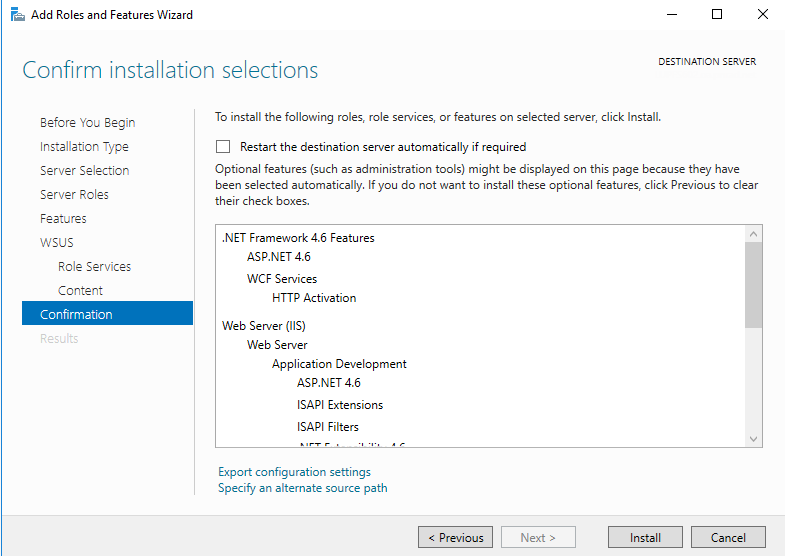 Add Roles and Features Wizard
Confirm installation selections
DESTINATION SERVER
Before You Begin
Installation Type
Server Selection
Server Roles
Features
WSUS
Role Services
Content
Confirmation
Results
To install the following roles, role services, or features on selected server, click Install.
Restart the destination server automatically if required
Optional features (such as administration tools) might be displayed on this page because they have
been selected automatically. If you do not want to install these optional features, click Previous to clear
their check boxes.
.NET Framework 4.6 Features
ASP.NET 4.6
WCF Services
HTTP Activation
Web Server (IIS)
Web Server
Application Development
ASP.NET 4.6
ISAPI Extensions
ISAPI Filters
.NET Extensibility 4.6
Export configuration settings
Specify an alternate source path
< Previous
Next >
Install
Cancel